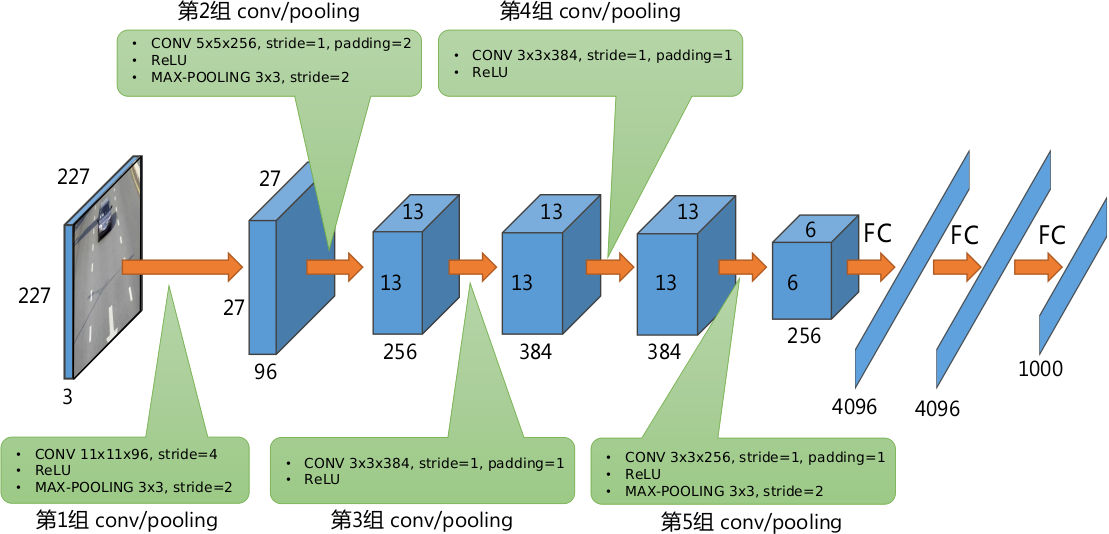 第2组 conv/pooling
• CONV 5x5x256, stride=1, padding=2
• ReLU
• MAX-POOLING 3x3, stride=2
第4组 conv/pooling
• CONV 3x3x384, stride=1, padding=1
• ReLU
227
227
3
27
27
96
13
13
256
13
13
384
13
13
384
6
6
256
FC
4096
FC
4096
FC
1000
• CONV 11x11x96, stride=4
• ReLU
• MAX-POOLING 3x3, stride=2
第1组 conv/pooling
• CONV 3x3x384, stride=1, padding=1
• ReLU
第3组 conv/pooling
• CONV 3x3x256, stride=1, padding=1
• ReLU
• MAX-POOLING 3x3, stride=2
第5组 conv/pooling